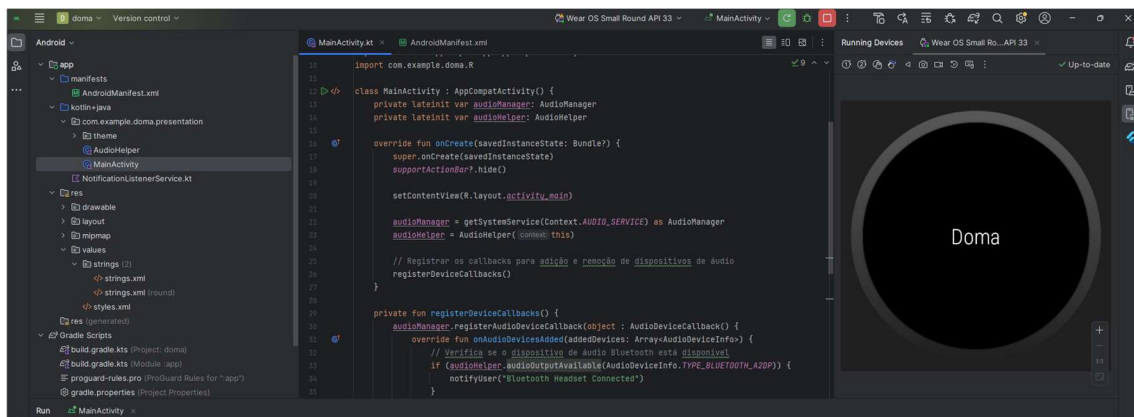 doma Version control Wear OS Small Round API 33 MainActivity
Android
app
manifests
AndroidManifest.xml
kotlin+java
com.example.doma.presentation
theme
AudioHelper
MainActivity
NotificationListenerService.kt
res
drawable
layout
mipmap
values
strings (2)
strings.xml
strings.xml (round)
styles.xml
res (generated)
Gradle Scripts
build.gradle.kts (Project: doma)
build.gradle.kts (Module :app)
proguard-rules.pro (ProGuard Rules for ":app")
gradle.properties (Project Properties)
MainActivity.kt AndroidManifest.xml
9
10 import com.example.doma.R
11
12 class MainActivity : AppCompatActivity() {
13 private lateinit var audioManager: AudioManager
14 private lateinit var audioHelper: AudioHelper
15
16 override fun onCreate(savedInstanceState: Bundle?) {
17 super.onCreate(savedInstanceState)
18 supportActionBar?.hide()
19
20 setContentView(R.layout.activity_main)
21
22 audioManager = getSystemService(Context.AUDIO_SERVICE) as AudioManager
23 audioHelper = AudioHelper( context: this)
24
25 // Registrar os callbacks para adição e remoção de dispositivos de áudio
26 registerDeviceCallbacks()
27 }
28
29 private fun registerDeviceCallbacks() {
30 audioManager.registerAudioDeviceCallback(object : AudioDeviceCallback() {
31 override fun onAudioDevicesAdded(addedDevices: Array<AudioDeviceInfo>) {
32 // Verifica se o dispositivo de áudio Bluetooth está disponível
33 if (audioHelper.audioOutputAvailable(AudioDeviceInfo.TYPE_BLUETOOTH_A2DP)) {
34 notifyUser("Bluetooth Headset Connected")
35 }
Running Devices Wear OS Small Ro...API 33
Up-to-date
Doma
1:1
Run MainActivity